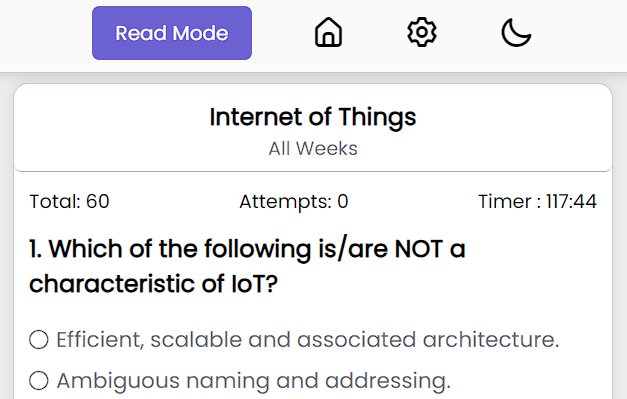 Read Mode
Internet of Things
All Weeks
Total: 60 Attempts: 0 Timer : 117:44
1. Which of the following is/are NOT a
characteristic of IoT?
Efficient, scalable and associated architecture.
Ambiguous naming and addressing.